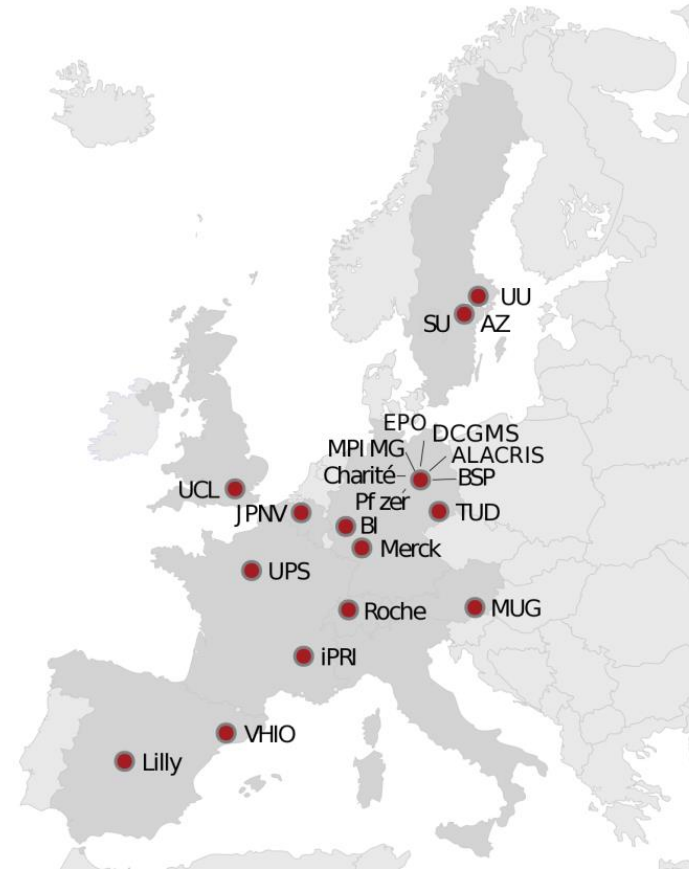 UU
SU AZ
EPO
DCGMS
MPI MG
ALACRIS
Charité
BSP
Pf zer
UCL
JPNV
TUD
BI
Merck
UPS
Roche
MUG
iPRI
VHIO
Lilly